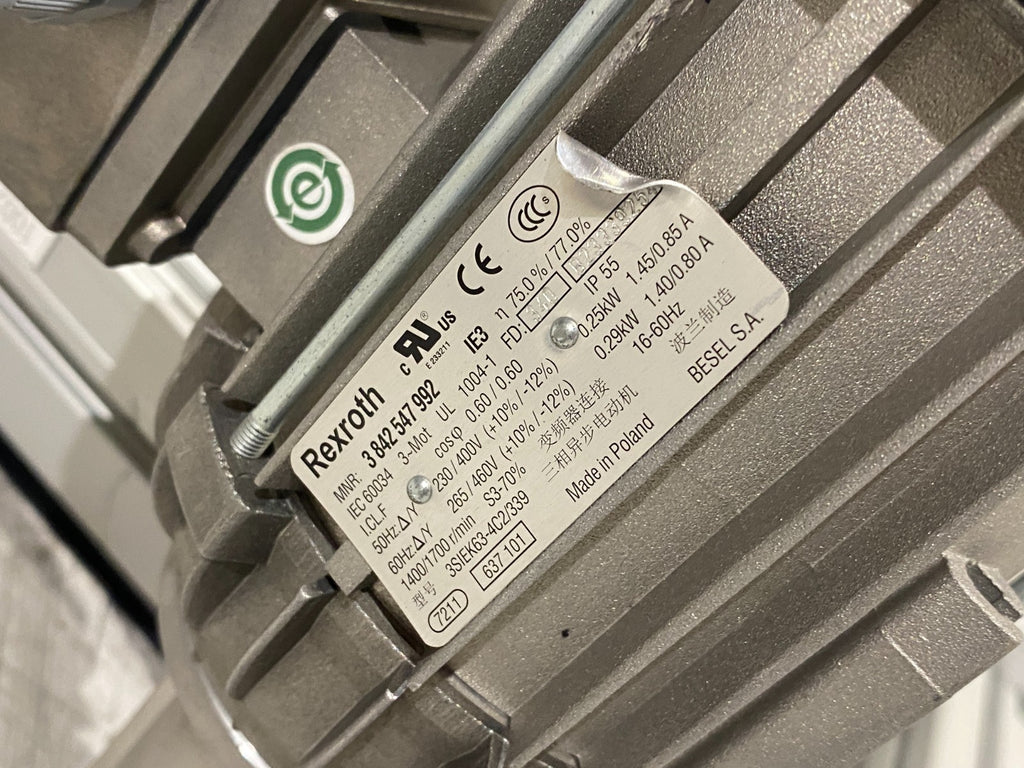 Rexroth
c UR US
E 233211
CE
CCC S
MNR: 3 842 547 992
IE3 η 75.0 % / 77.0%
IEC 60034 3-Mot UL 1004-1 FD:
I.CL.F cosφ 0.60 / 0.60 IP 55
50Hz Δ/Y 230 / 400V (+10% / -12%) 0.25kW 1.45/0.85 A
60Hz Δ/Y 265 / 460V (+10% / -12%) 0.29kW 1.40/0.80 A
1400/1700 r/min S3-70% 变频器连接 16-60Hz
型号 3SIEK63-4C2/339 三相异步电动机 波兰制造
7211 637 101 Made in Poland BESEL S.A.
e